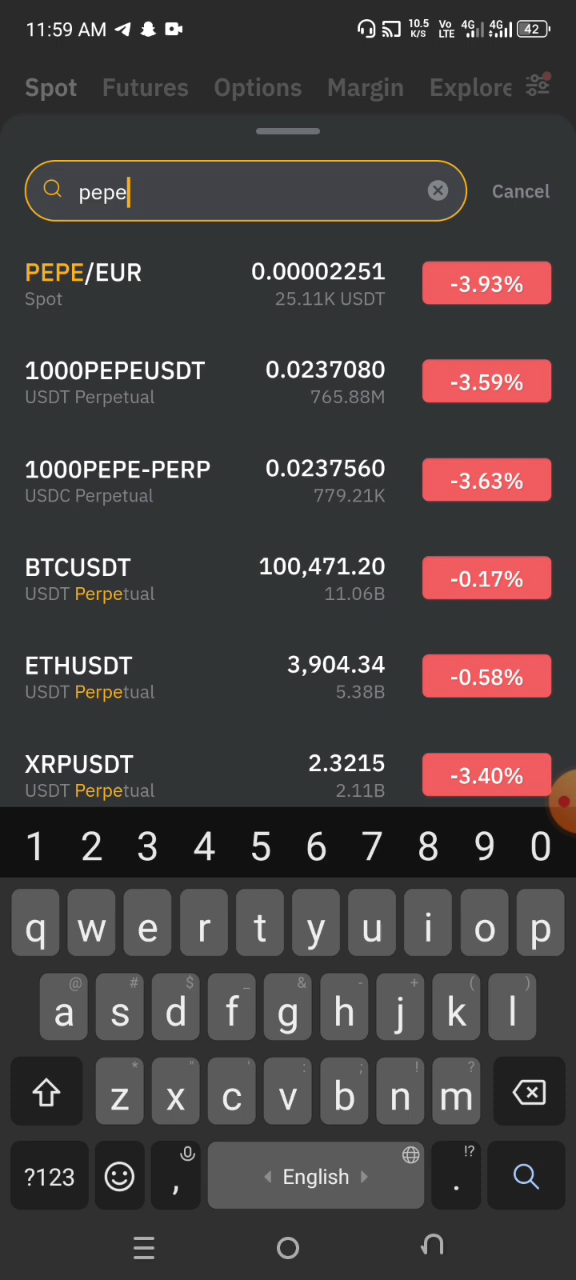 11:59 AM 10.5 K/S Vo LTE 4G 4G 42
Spot Futures Options Margin Explore
pepe Cancel
PEPE/EUR 0.00002251 -3.93%
Spot 25.11K USDT
1000PEPEUSDT 0.0237080 -3.59%
USDT Perpetual 765.88M
1000PEPE-PERP 0.0237560 -3.63%
USDC Perpetual 779.21K
BTCUSDT 100,471.20 -0.17%
USDT Perpetual 11.06B
ETHUSDT 3,904.34 -0.58%
USDT Perpetual 5.38B
XRPUSDT 2.3215 -3.40%
USDT Perpetual 2.11B
1 2 3 4 5 6 7 8 9 0
q w e r t y u i o p
@ # $ _ & - + ( )
a s d f g h j k l
* " ' : ; ! ?
z x c v b n m
!?
?123 , English .